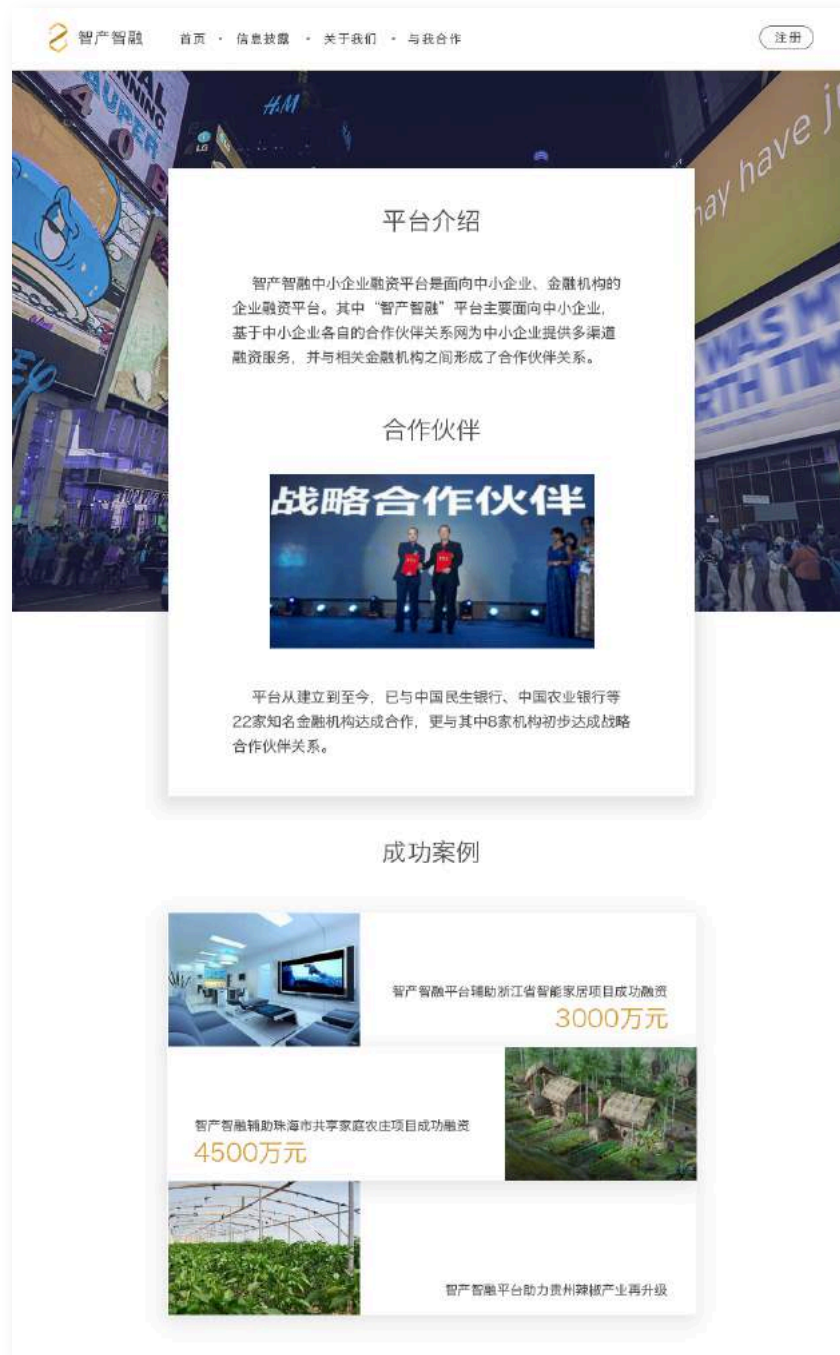 智产智融
首页 · 信息披露 · 关于我们 · 与我合作
注册
H&M
LG
AUPER
may have j
WAS M
RTH TIM
平台介绍
智产智融中小企业融资平台是面向中小企业、金融机构的
企业融资平台。其中“智产智融”平台主要面向中小企业,
基于中小企业各自的合作伙伴关系网为中小企业提供多渠道
融资服务，并与相关金融机构之间形成了合作伙伴关系。
合作伙伴
战略合作伙伴
平台从建立到至今，已与中国民生银行、中国农业银行等
22家知名金融机构达成合作，更与其中8家机构初步达成战略
合作伙伴关系。
成功案例
智产智融平台辅助浙江省智能家居项目成功融资
3000万元
智产智融辅助珠海市共享家庭农庄项目成功融资
4500万元
智产智融平台助力贵州辣椒产业再升级